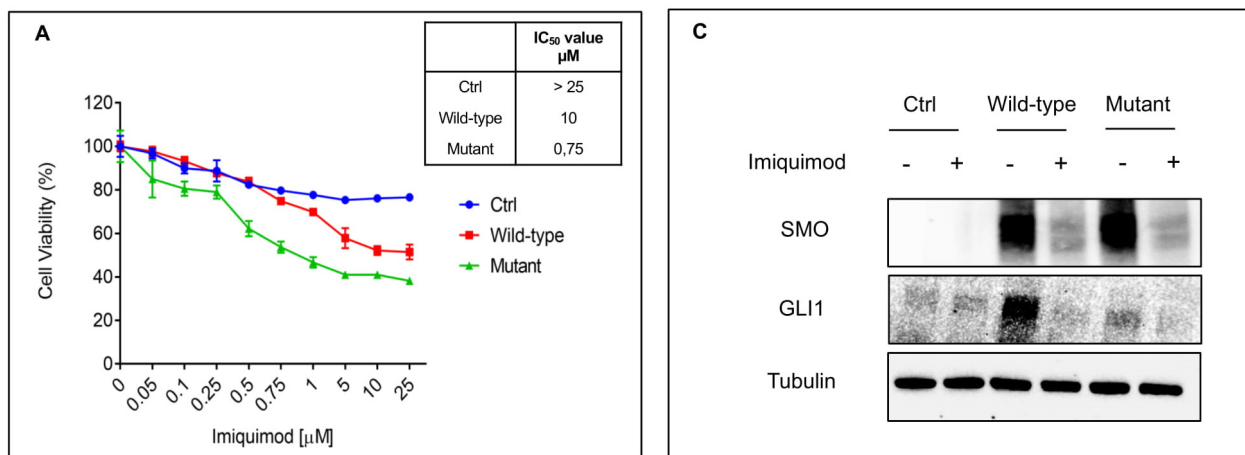 A
IC50 value
µM
Ctrl > 25
Wild-type 10
Mutant 0,75
120
100
80
60
40
20
0
Cell Viability (%)
0 0.05 0.1 0.25 0.5 0.75 1 5 10 25
Imiquimod [µM]
Ctrl
Wild-type
Mutant
C
Ctrl Wild-type Mutant
Imiquimod - + - + - +
SMO
GLI1
Tubulin